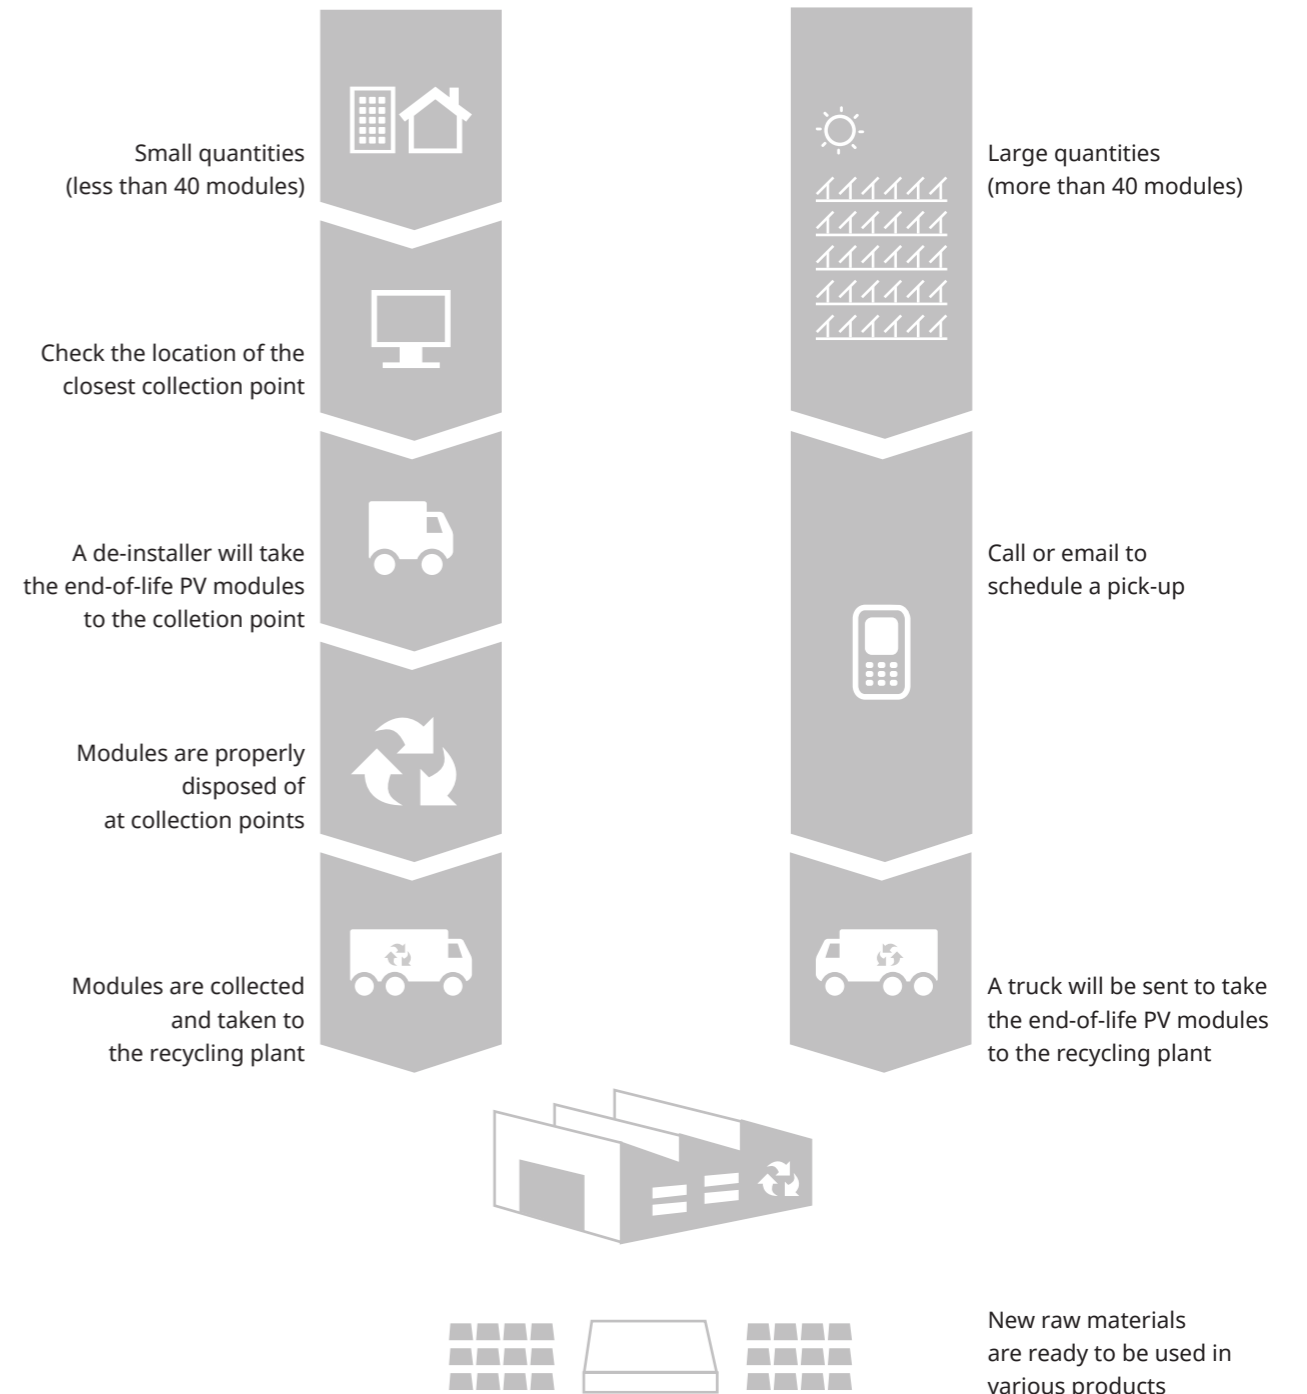 Small quantities
(less than 40 modules)
Check the location of the
closest collection point
A de-installer will take
the end-of-life PV modules
to the colletion point
Modules are properly
disposed of
at collection points
Modules are collected
and taken to
the recycling plant
Large quantities
(more than 40 modules)
Call or email to
schedule a pick-up
A truck will be sent to take
the end-of-life PV modules
to the recycling plant
New raw materials
are ready to be used in
various products